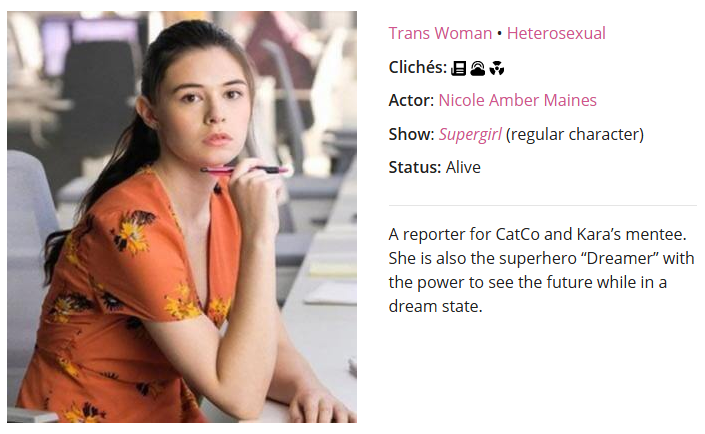 Trans Woman • Heterosexual
Clichés:
Actor: Nicole Amber Maines
Show: Supergirl (regular character)
Status: Alive
A reporter for CatCo and Kara’s mentee.
She is also the superhero “Dreamer” with
the power to see the future while in a
dream state.